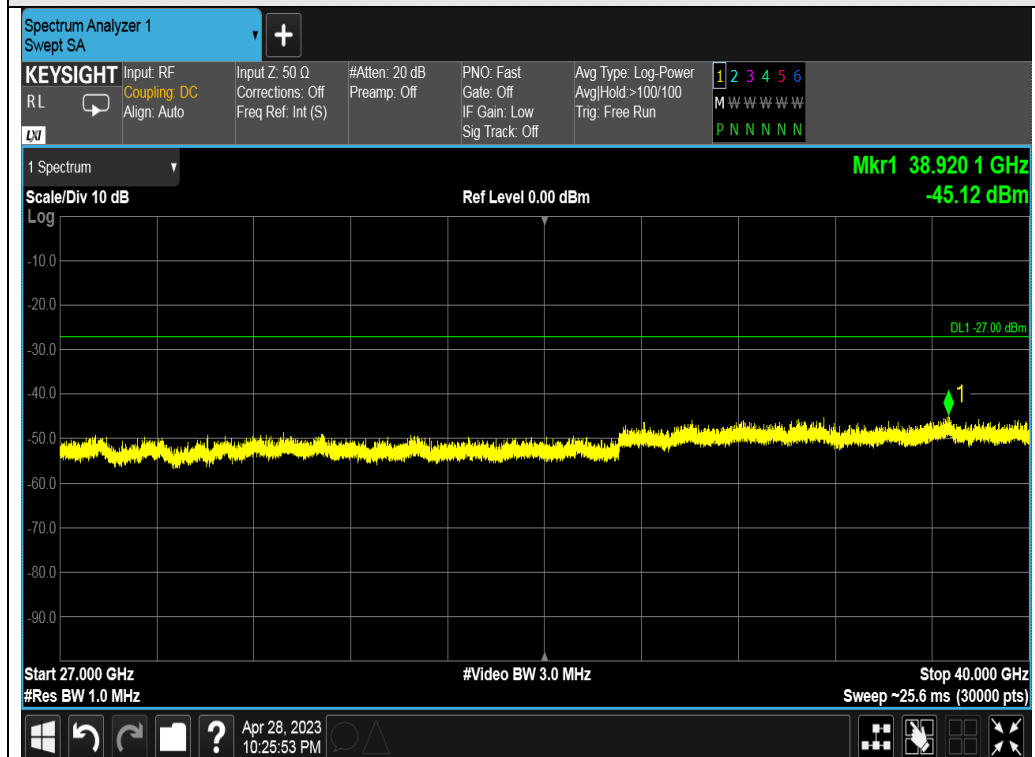 Spectrum Analyzer 1
Swept SA
+
KEYSIGHT
RL
LXI
Input: RF
Coupling: DC
Align: Auto
Input Z: 50 Ω
Corrections: Off
Freq Ref: Int (S)
#Atten: 20 dB
Preamp: Off
PNO: Fast
Gate: Off
IF Gain: Low
Sig Track: Off
Avg Type: Log-Power
Avg|Hold:>100/100
Trig: Free Run
1 2 3 4 5 6
M W W W W W
P N N N N N
1 Spectrum
Mkr1 38.920 1 GHz
-45.12 dBm
Scale/Div 10 dB
Ref Level 0.00 dBm
Log
-10.0
-20.0
DL1 -27.00 dBm
-30.0
-40.0
1
-50.0
-60.0
-70.0
-80.0
-90.0
Start 27.000 GHz
#Video BW 3.0 MHz
Stop 40.000 GHz
#Res BW 1.0 MHz
Sweep ~25.6 ms (30000 pts)
?
Apr 28, 2023
10:25:53 PM